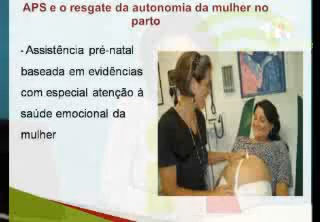 APS e o resgate da autonomia da mulher no
parto
- Assistência pré-natal
baseada em evidências
com especial atenção à
saúde emocional da
mulher